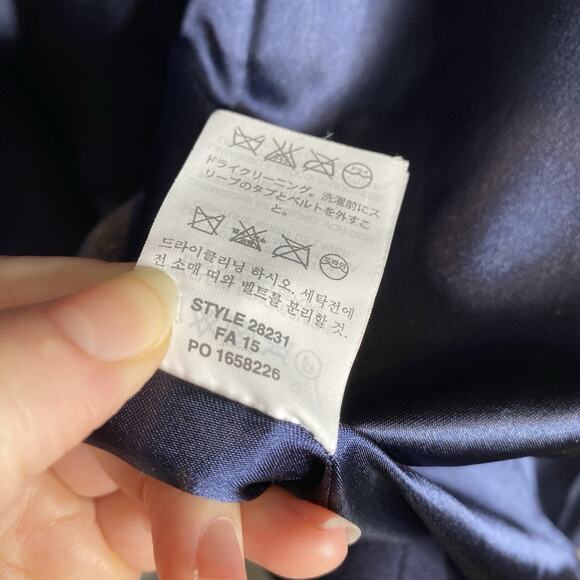 ドライクリーニング。洗濯前にス
リーブのタブとベルトを外すこ
と。
드라이
드라이클리닝 하시오. 세탁전에
전 소매 띠와 벨트를 분리할 것.
STYLE 28231
FA 15
PO 1658226